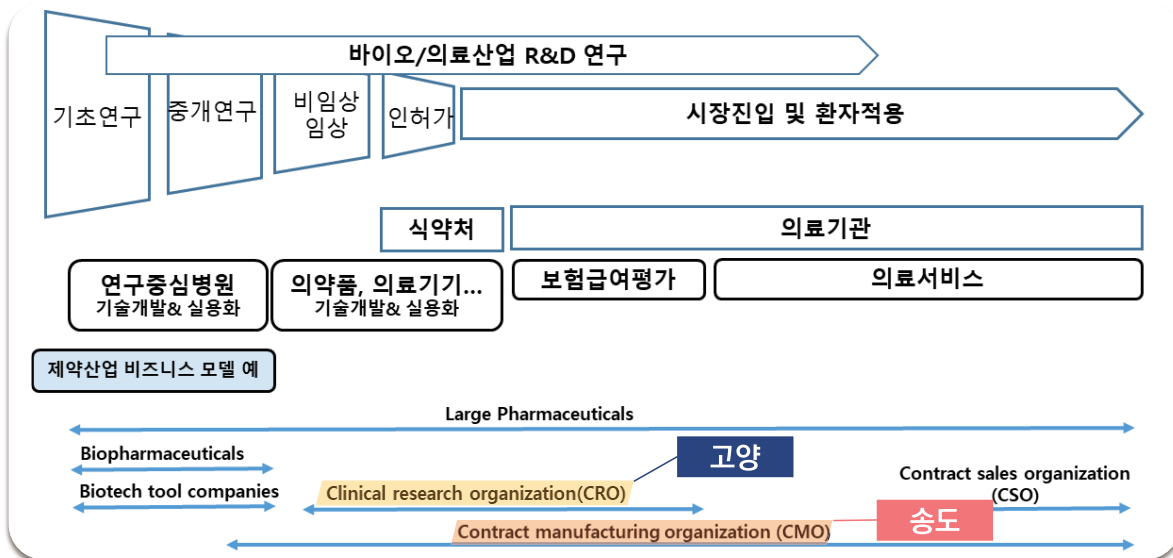 바이오/의료산업 R&D 연구
기초연구
중개연구
비임상
임상
인허가
시장진입 및 환자적용
식약처
의료기관
연구중심병원
기술개발& 실용화
의약품, 의료기기...
기술개발& 실용화
보험급여평가
의료서비스
제약산업 비즈니스 모델 예
Large Pharmaceuticals
고양
Biopharmaceuticals
Biotech tool companies
Clinical research organization(CRO)
Contract sales organization
(CSO)
송도
Contract manufacturing organization (CMO)